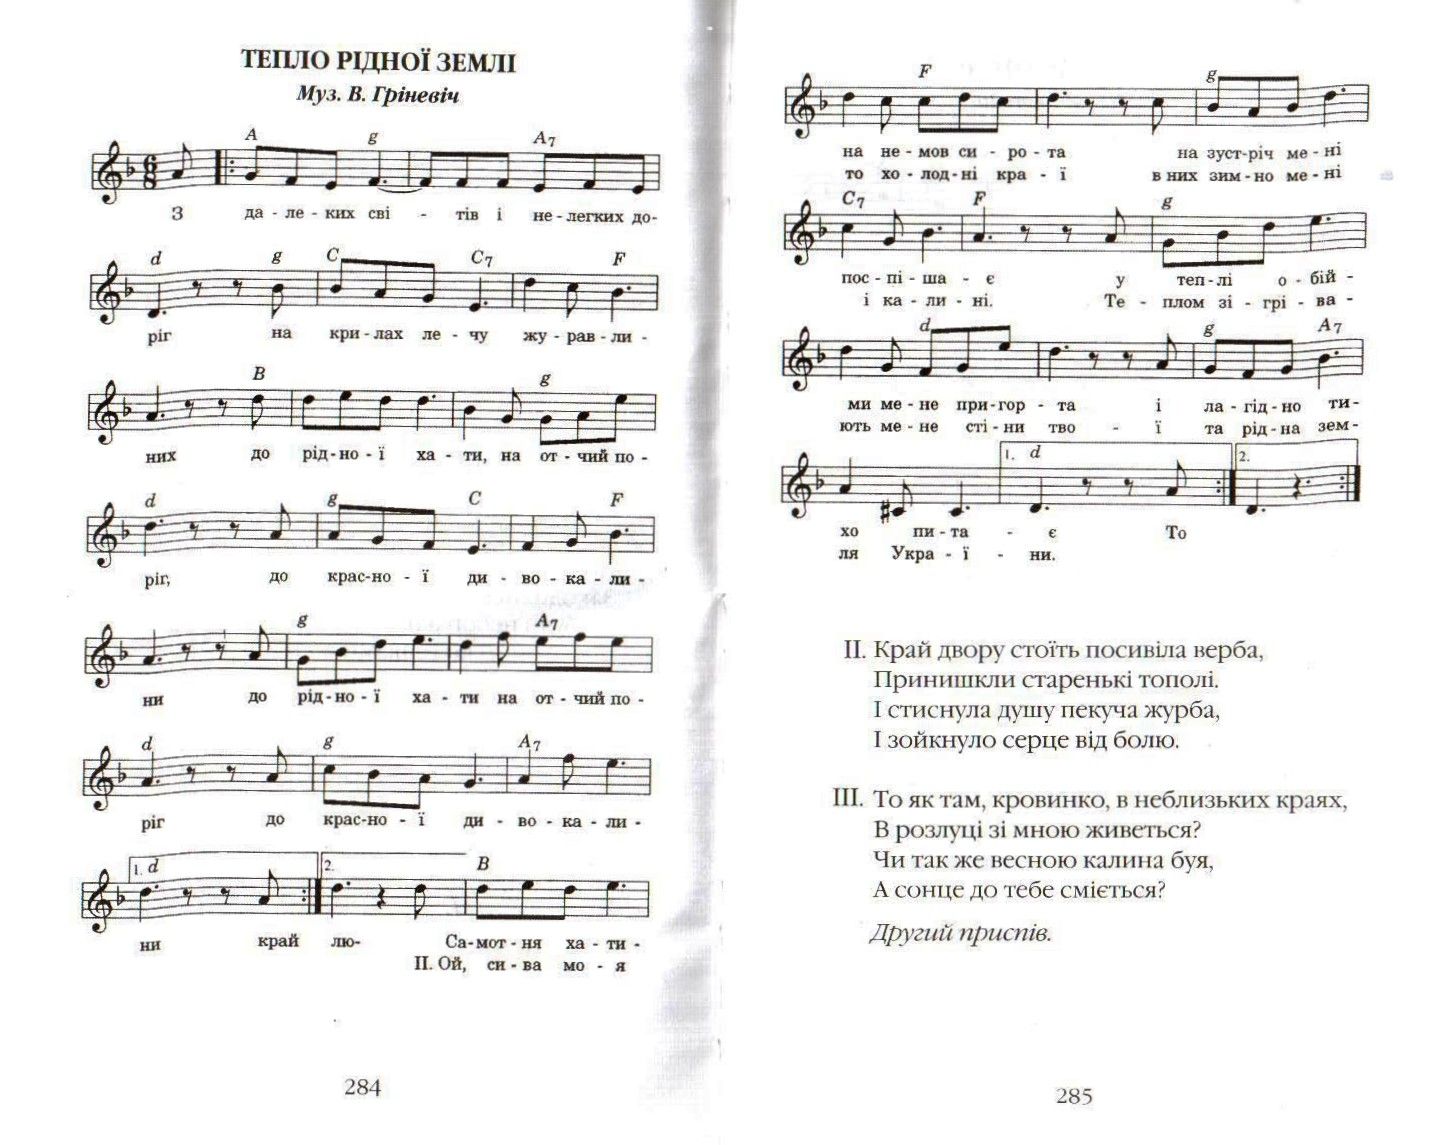 ТЕПЛО РІДНОЇ ЗЕМЛІ
Муз. В. Гріневіч
A g A7
6
8
З да - ле - ких сві - тів і не - легких до-
d g C C7 F
ріг на кри - лах ле - чу жу - рав - ли -
B g
них до рід - но - ї ха - ти, на от - чий по -
d g C F
ріг, до крас-но - ї ди - во - ка - ли -
g A7
ни до рід - но - ї ха - ти на от - чий по -
d g A7
ріг до крас-но - ї ди - во - ка - ли -
1. d 2. B
ни край лю- Са-мот - ня ха - ти -
II. Ой, си - ва мо - я
284
F g
на не - мов си - ро - та на зуст-річ ме - ні
то хо - лод-ні кра - ї в них зим-но ме - ні
C7 F g
пос - пі - ша - є у теп-лі о - бій -
і ка - ли - ні. Те - плом зі - грі - ва -
d g A7
ми ме - не при-гор - та і ла - гід-но ти-
ють ме - не сті - ни тво - ї та рід-на зем-
1. d 2.
хо пи - та - є То
ля Укра - ї - ни.
II. Край двору стоїть посивіла верба,
Принишкли старенькі тополі.
І стиснула душу пекуча журба,
І зойкнуло серце від болю.
III. То як там, кровинко, в неблизьких краях,
В розлуці зі мною живеться?
Чи так же весною калина буя,
А сонце до тебе сміється?
Другий приспів.
285